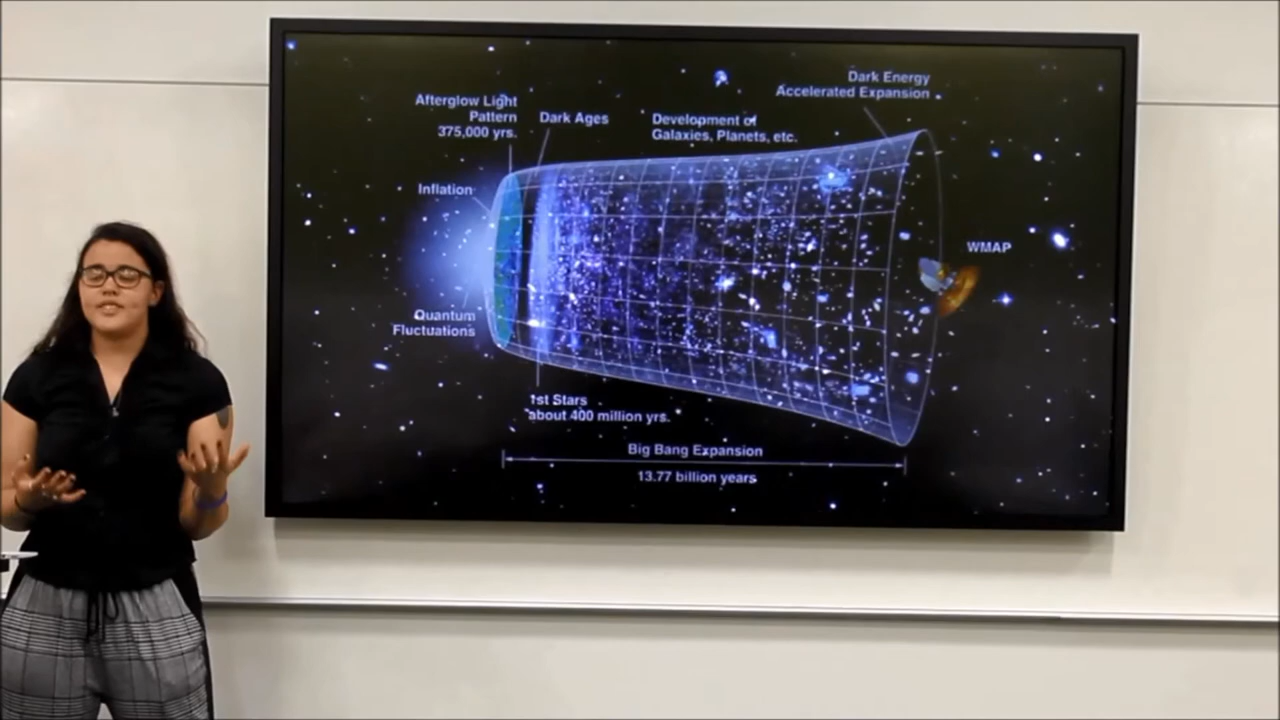 Dark Energy
Accelerated Expansion
Afterglow Light
Pattern
375,000 yrs.
Dark Ages
Development of
Galaxies, Planets, etc.
Inflation
WMAP
Quantum
Fluctuations
1st Stars
about 400 million yrs.
Big Bang Expansion
13.77 billion years